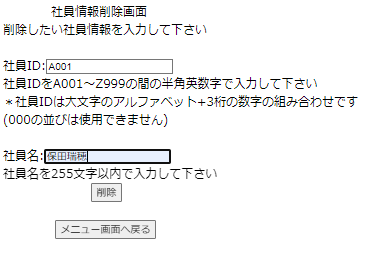 社員情報削除画面
削除したい社員情報を入力して下さい
社員ID:A001
社員IDをA001～Z999の間の半角英数字で入力して下さい
＊社員IDは大文字のアルファベット+3桁の数字の組み合わせです
(000の並びは使用できません)
社員名:保田瑞穂
社員名を255文字以内で入力して下さい
削除
メニュー画面へ戻る